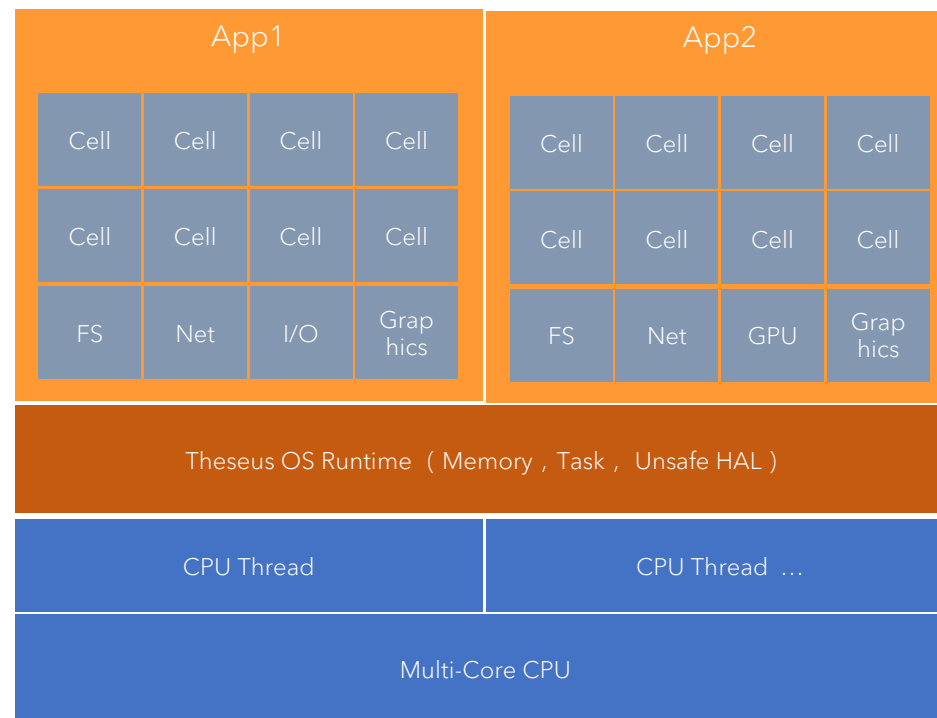 App1
App2
Cell Cell Cell Cell
Cell Cell Cell Cell
Cell Cell Cell Cell
Cell Cell Cell Cell
FS Net I/O Grap
hics
FS Net GPU Grap
hics
Theseus OS Runtime （Memory，Task， Unsafe HAL）
CPU Thread
CPU Thread …
Multi-Core CPU